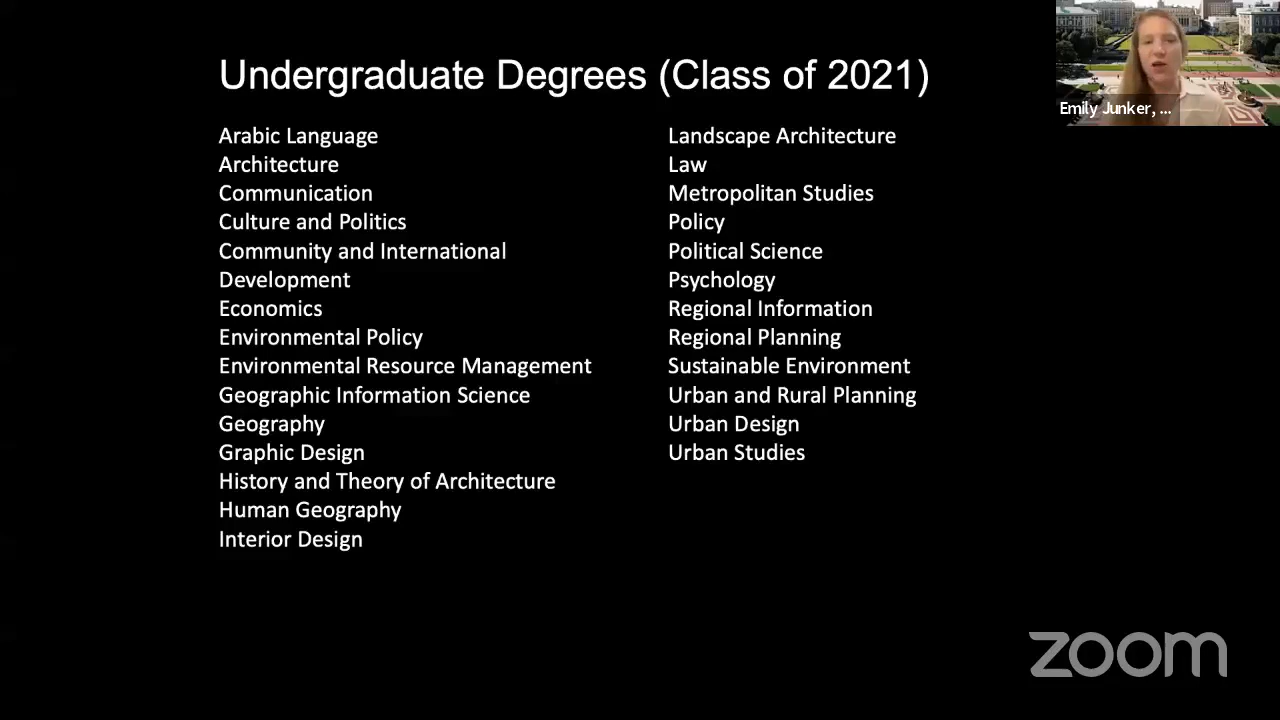 Undergraduate Degrees (Class of 2021)
Arabic Language
Architecture
Communication
Culture and Politics
Community and International
Development
Economics
Environmental Policy
Environmental Resource Management
Geographic Information Science
Geography
Graphic Design
History and Theory of Architecture
Human Geography
Interior Design
Landscape Architecture
Law
Metropolitan Studies
Policy
Political Science
Psychology
Regional Information
Regional Planning
Sustainable Environment
Urban and Rural Planning
Urban Design
Urban Studies
Emily Junker, ...
zoom